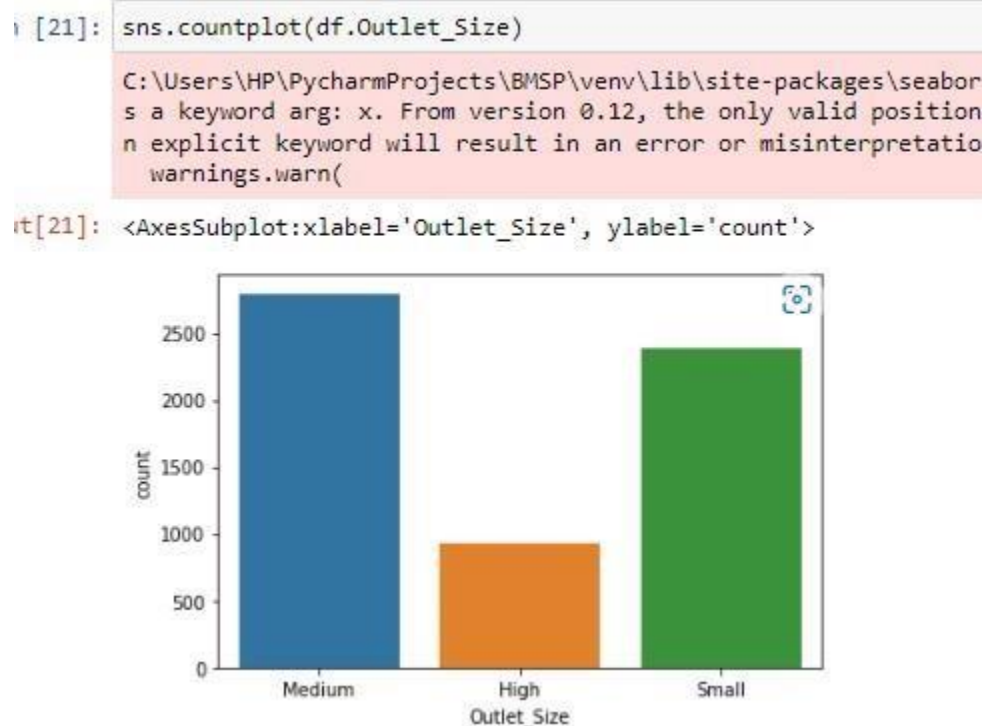 [21]: sns.countplot(df.Outlet_Size)
C:\Users\HP\PycharmProjects\BMSP\venv\lib\site-packages\seabor
s a keyword arg: x. From version 0.12, the only valid position
n explicit keyword will result in an error or misinterpretatio
warnings.warn(
t[21]: <AxesSubplot:xlabel='Outlet_Size', ylabel='count'>
2500
2000
1500
1000
500
0
count
Medium High Small
Outlet_Size